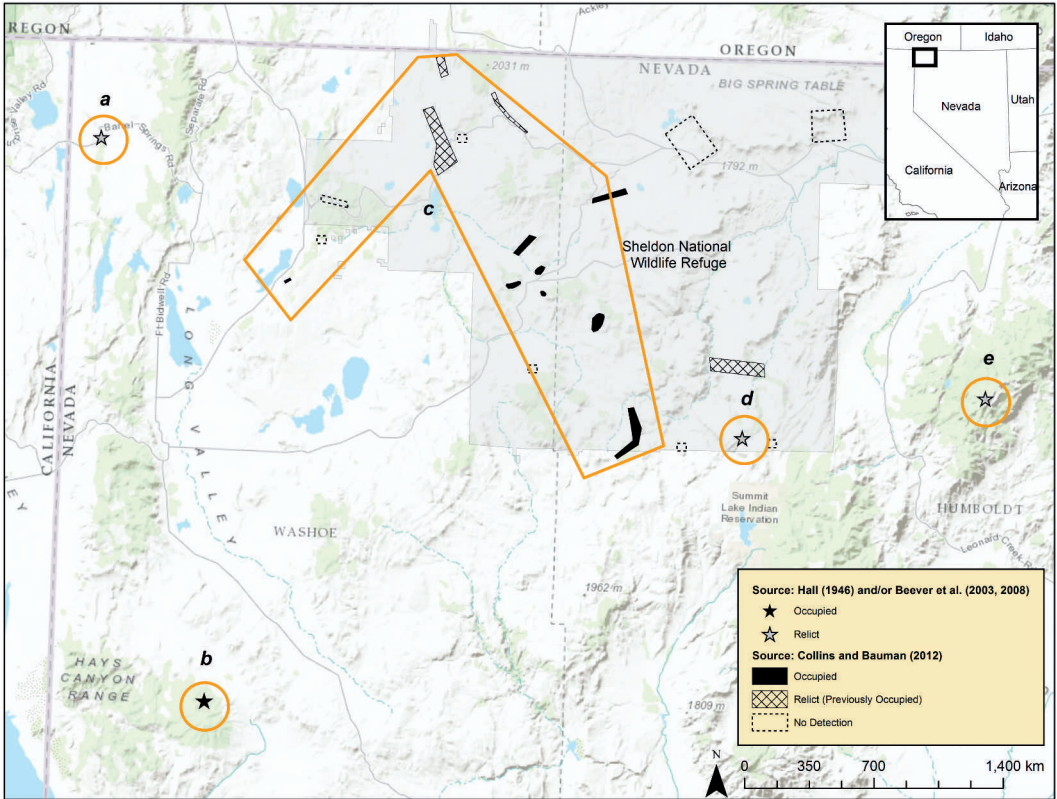 REGON
Ackley
OREGON
NEVADA
2031 m
BIG SPRING TABLE
Oregon
Idaho
Nevada
Utah
California
Arizona
Separate Rd
a
Barrel Springs Rd
1792 m
c
Sheldon National
Wildlife Refuge
Ft Bidwell Rd
LONG VALLEY
CALIFORNIA
NEVADA
d
e
Summit
Lake Indian
Reservation
HUMBOLDT
WASHOE
Leonard Creek R
1962 m
b
HAYS
CANYON
RANGE
1809 m
Source: Hall (1946) and/or Beever et al. (2003, 2008)
Occupied
Relict
Source: Collins and Bauman (2012)
Occupied
Relict (Previously Occupied)
No Detection
N
0 350 700 1,400 km